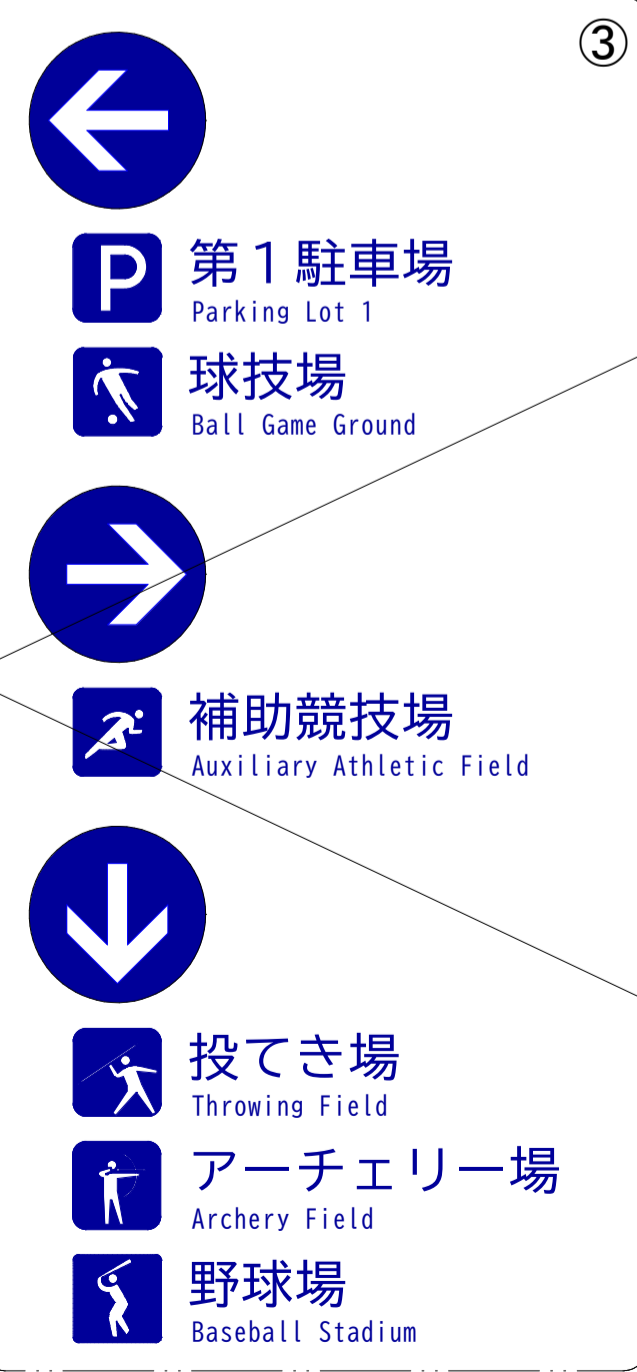 ③
P
第１駐車場
Parking Lot 1
球技場
Ball Game Ground
補助競技場
Auxiliary Athletic Field
投てき場
Throwing Field
アーチェリー場
Archery Field
野球場
Baseball Stadium